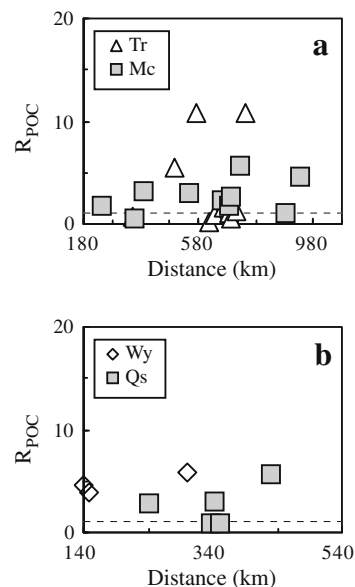 20
10
0
R_POC
Tr
Mc
a
180
580
980
Distance (km)
20
10
0
R_POC
Wy
Qs
b
140
340
540
Distance (km)